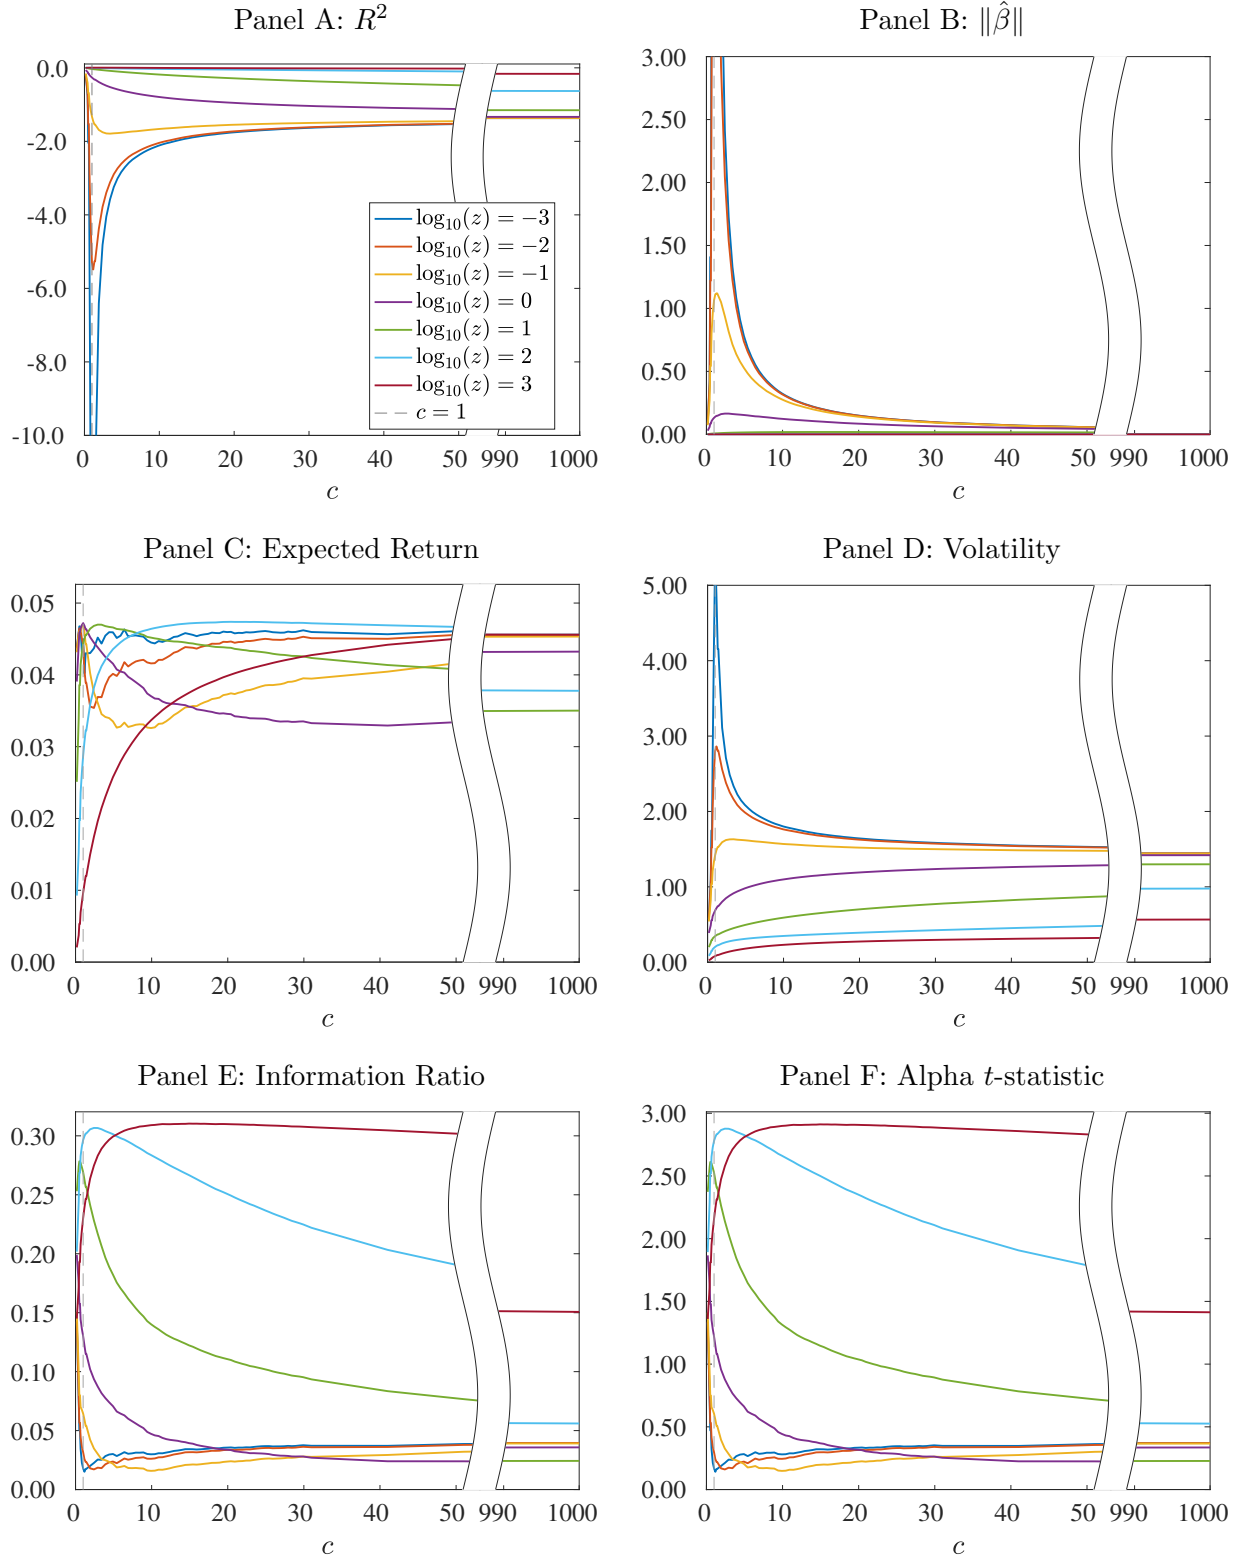 Panel A: R²
0.0
-2.0
-4.0
-6.0
-8.0
-10.0
log₁₀(z) = −3
log₁₀(z) = −2
log₁₀(z) = −1
log₁₀(z) = 0
log₁₀(z) = 1
log₁₀(z) = 2
log₁₀(z) = 3
c = 1
0 10 20 30 40 50 990 1000
c
Panel B: ‖β̂‖
3.00
2.50
2.00
1.50
1.00
0.50
0.00
0 10 20 30 40 50 990 1000
c
Panel C: Expected Return
0.05
0.04
0.03
0.02
0.01
0.00
0 10 20 30 40 50 990 1000
c
Panel D: Volatility
5.00
4.00
3.00
2.00
1.00
0.00
0 10 20 30 40 50 990 1000
c
Panel E: Information Ratio
0.30
0.25
0.20
0.15
0.10
0.05
0.00
0 10 20 30 40 50 990 1000
c
Panel F: Alpha t-statistic
3.00
2.50
2.00
1.50
1.00
0.50
0.00
0 10 20 30 40 50 990 1000
c